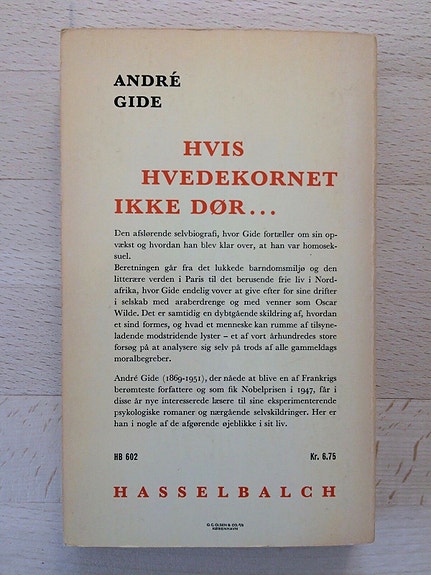 ANDRÉ
GIDE
HVIS
HVEDEKORNET
IKKE DØR...
Den afslørende selvbiografi, hvor Gide fortæller om sin op-
vækst og hvordan han blev klar over, at han var homosek-
suel.
Beretningen går fra det lukkede barndomsmiljø og den
litterære verden i Paris til det berusende frie liv i Nord-
afrika, hvor Gide endelig vover at give efter for sine drifter
i selskab med araberdrenge og med venner som Oscar
Wilde. Det er samtidig en dybtgående skildring af, hvordan
et sind formes, og hvad et menneske kan rumme af tilsyne-
ladende modstridende lyster – et af vort århundredes store
forsøg på at analysere sig selv på trods af alle gammeldags
moralbegreber.
André Gide (1869-1951), der nåede at blive en af Frankrigs
berømteste forfattere og som fik Nobelprisen i 1947, får i
disse år nye interesserede læsere til sine eksperimenterende
psykologiske romaner og nærgående selvskildringer. Her er
han i nogle af de afgørende øjeblikke i sit liv.
HB 602 Kr. 6.75
HASSELBALCH
O. C. OLSEN & CO. A/S
KØBENHAVN